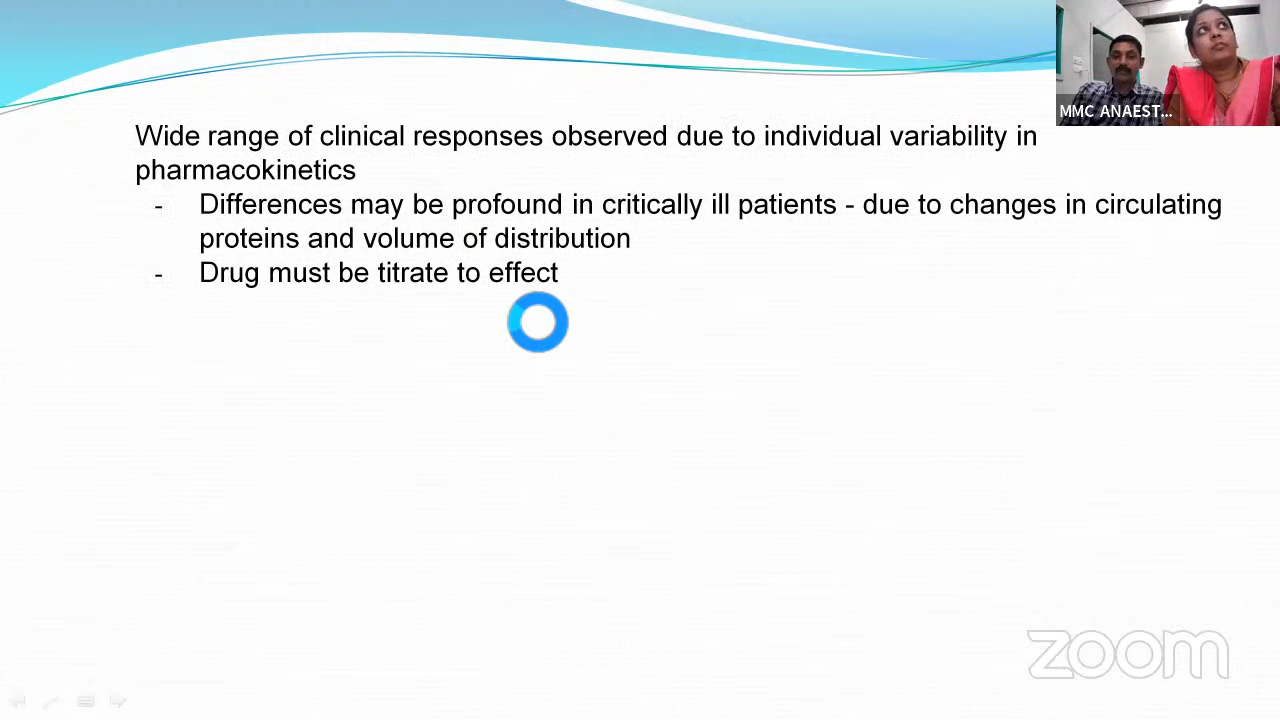 MMC ANAEST...
Wide range of clinical responses observed due to individual variability in
pharmacokinetics
- Differences may be profound in critically ill patients - due to changes in circulating
proteins and volume of distribution
- Drug must be titrate to effect
zoom